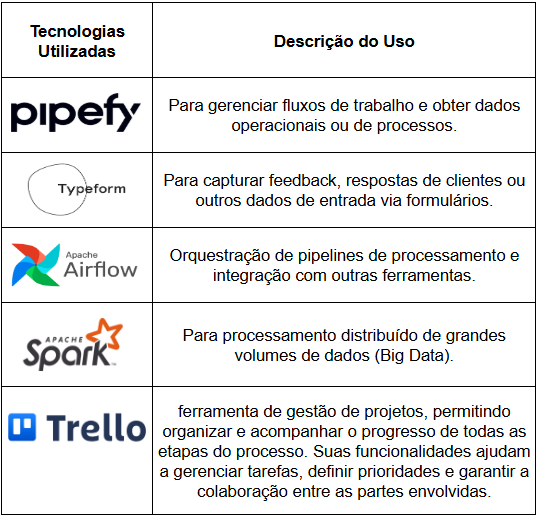 Tecnologias
Utilizadas
Descrição do Uso
pipefy
Para gerenciar fluxos de trabalho e obter dados
operacionais ou de processos.
Typeform
Para capturar feedback, respostas de clientes ou
outros dados de entrada via formulários.
Apache
Airflow
Orquestração de pipelines de processamento e
integração com outras ferramentas.
APACHE
Spark™
Para processamento distribuído de grandes
volumes de dados (Big Data).
Trello
ferramenta de gestão de projetos, permitindo
organizar e acompanhar o progresso de todas as
etapas do processo. Suas funcionalidades ajudam
a gerenciar tarefas, definir prioridades e garantir a
colaboração entre as partes envolvidas.